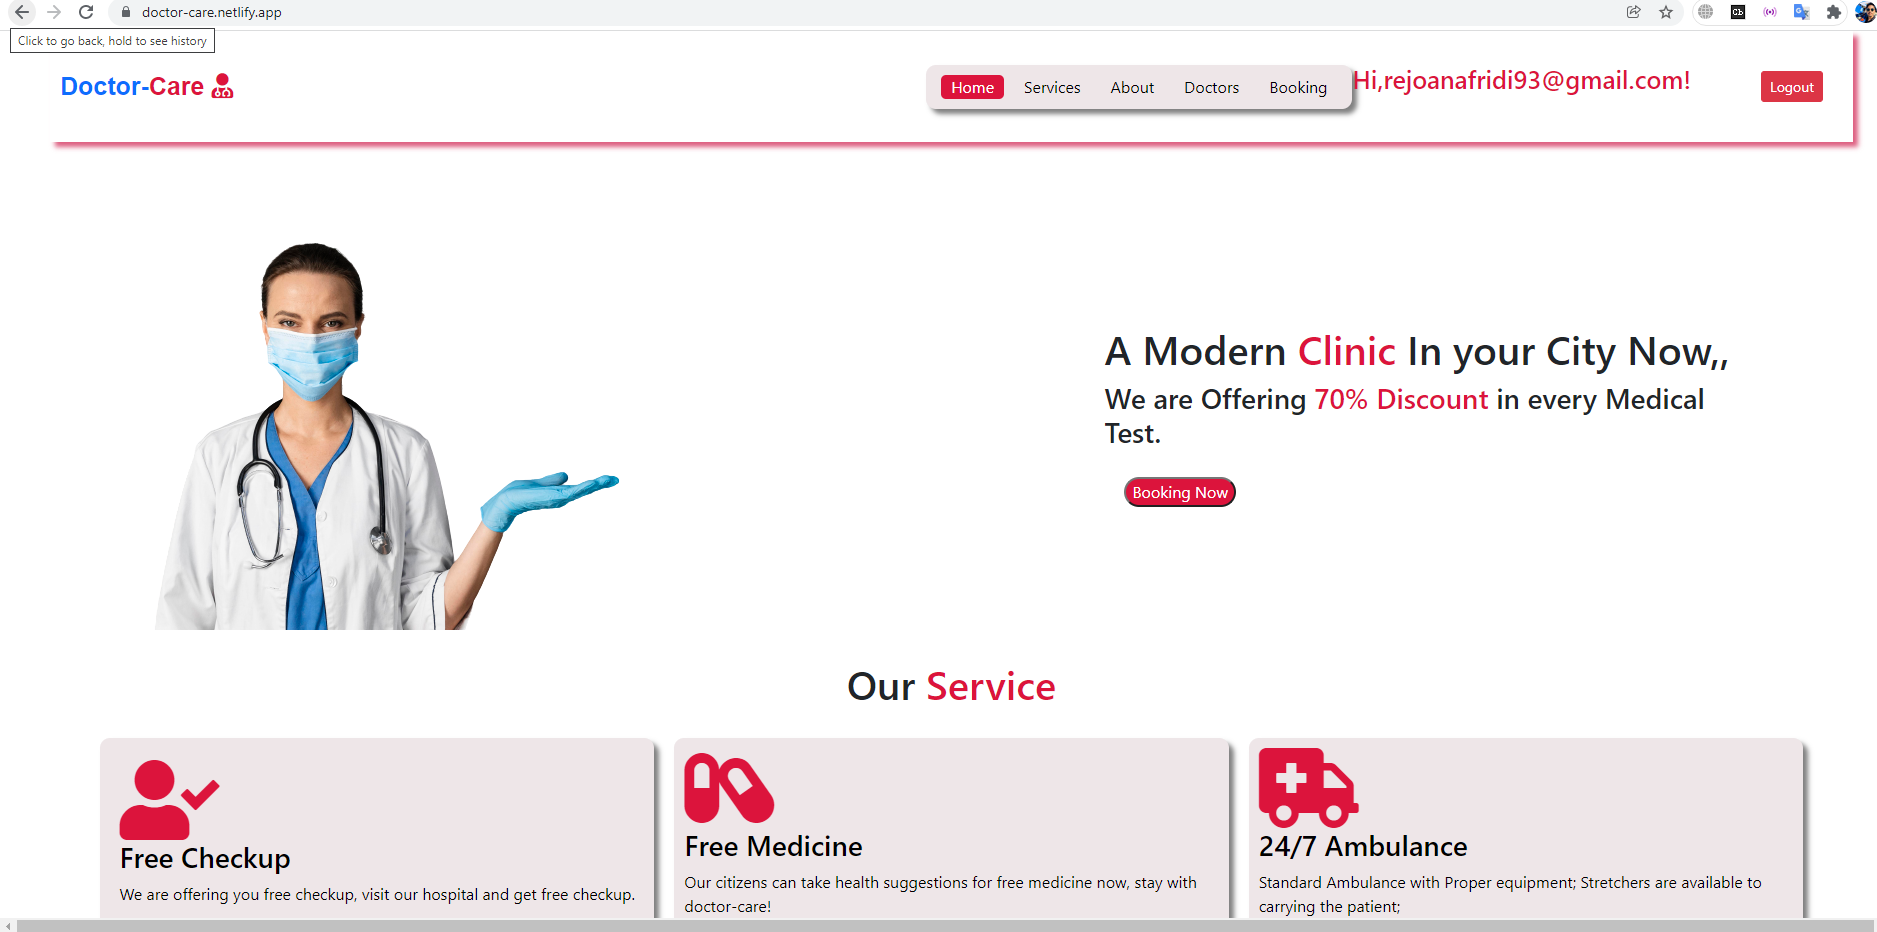 doctor-care.netlify.app
Cb
G
Click to go back, hold to see history
Doctor-Care
Home Services About Doctors Booking
Hi,rejoanafridi93@gmail.com!
Logout
A Modern Clinic In your City Now,,
We are Offering 70% Discount in every Medical
Test.
Booking Now
Our Service
Free Checkup
We are offering you free checkup, visit our hospital and get free checkup.
Free Medicine
Our citizens can take health suggestions for free medicine now, stay with
doctor-care!
24/7 Ambulance
Standard Ambulance with Proper equipment; Stretchers are available to
carrying the patient;